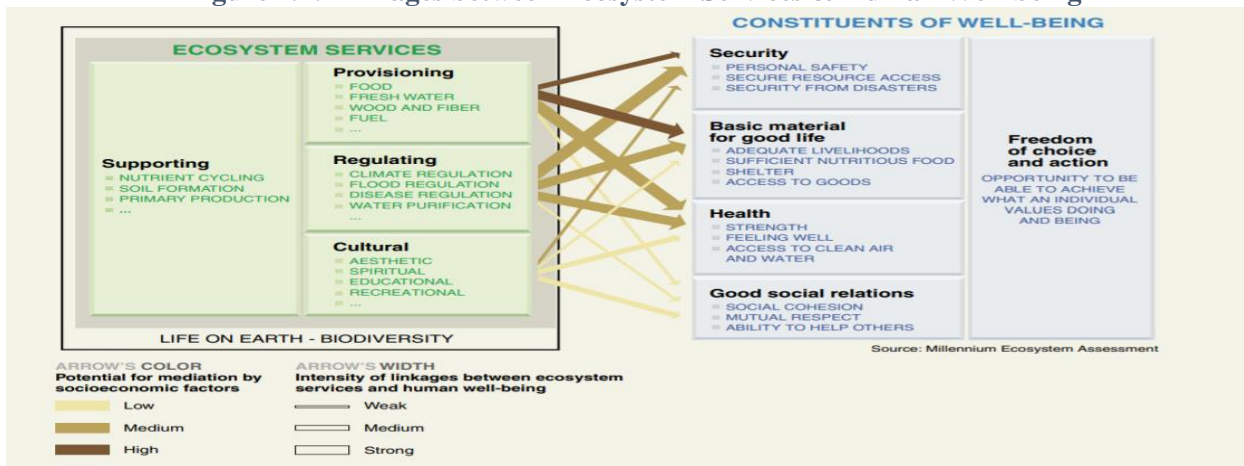 CONSTITUENTS OF WELL-BEING
ECOSYSTEM SERVICES
Supporting
NUTRIENT CYCLING
SOIL FORMATION
PRIMARY PRODUCTION
...
Provisioning
FOOD
FRESH WATER
WOOD AND FIBER
FUEL
...
Regulating
CLIMATE REGULATION
FLOOD REGULATION
DISEASE REGULATION
WATER PURIFICATION
...
Cultural
AESTHETIC
SPIRITUAL
EDUCATIONAL
RECREATIONAL
...
LIFE ON EARTH - BIODIVERSITY
Security
PERSONAL SAFETY
SECURE RESOURCE ACCESS
SECURITY FROM DISASTERS
Basic material
for good life
ADEQUATE LIVELIHOODS
SUFFICIENT NUTRITIOUS FOOD
SHELTER
ACCESS TO GOODS
Health
STRENGTH
FEELING WELL
ACCESS TO CLEAN AIR
AND WATER
Good social relations
SOCIAL COHESION
MUTUAL RESPECT
ABILITY TO HELP OTHERS
Freedom
of choice
and action
OPPORTUNITY TO BE
ABLE TO ACHIEVE
WHAT AN INDIVIDUAL
VALUES DOING
AND BEING
Source: Millennium Ecosystem Assessment
ARROW'S COLOR
Potential for mediation by
socioeconomic factors
Low
Medium
High
ARROW'S WIDTH
Intensity of linkages between ecosystem
services and human well-being
Weak
Medium
Strong